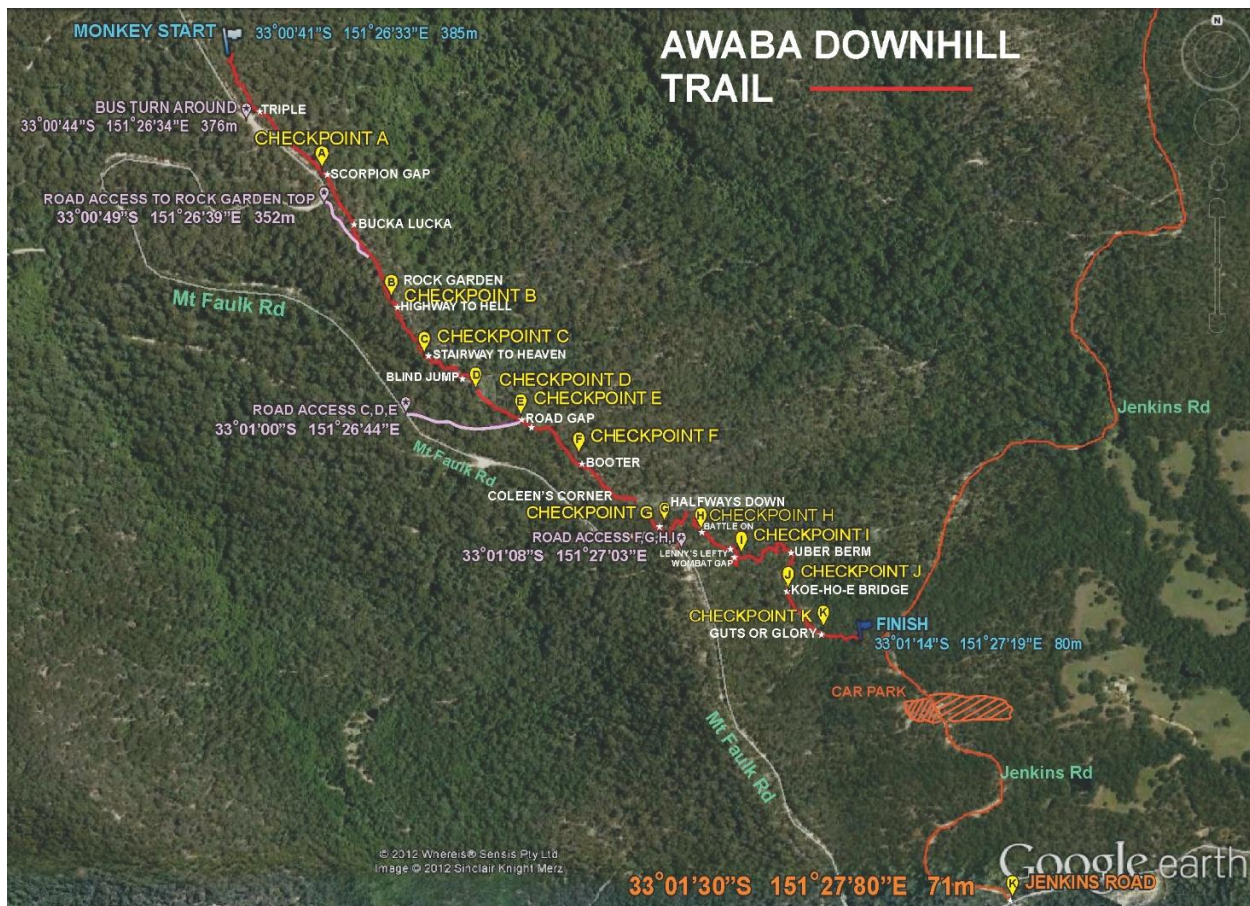 MONKEY START 33°00'41"S 151°26'33"E 385m
AWABA DOWNHILL
TRAIL
N
BUS TURN AROUND
33°00'44"S 151°26'34"E 376m
TRIPLE
CHECKPOINT A
A
SCORPION GAP
ROAD ACCESS TO ROCK GARDEN TOP
33°00'49"S 151°26'39"E 352m
BUCKA LUCKA
B
ROCK GARDEN
CHECKPOINT B
HIGHWAY TO HELL
Mt Faulk Rd
C
CHECKPOINT C
STAIRWAY TO HEAVEN
BLIND JUMP
D
CHECKPOINT D
E
CHECKPOINT E
ROAD ACCESS C,D,E
33°01'00"S 151°26'44"E
ROAD GAP
Jenkins Rd
F
CHECKPOINT F
Mt Faulk Rd
BOOTER
COLEEN'S CORNER
HALFWAYS DOWN
CHECKPOINT G
G
H
CHECKPOINT H
BATTLE ON
ROAD ACCESS F,G,H,I
33°01'08"S 151°27'03"E
I
CHECKPOINT I
LENNY'S LEFTY
WOMBAT GAP
UBER BERM
J
CHECKPOINT J
KOE-HO-E BRIDGE
CHECKPOINT K
K
GUTS OR GLORY
FINISH
33°01'14"S 151°27'19"E 80m
CAR PARK
Mt Faulk Rd
Jenkins Rd
© 2012 Whereis® Sensis Pty Ltd
Image © 2012 Sinclair Knight Merz
Google earth
33°01'30"S 151°27'80"E 71m
K
JENKINS ROAD